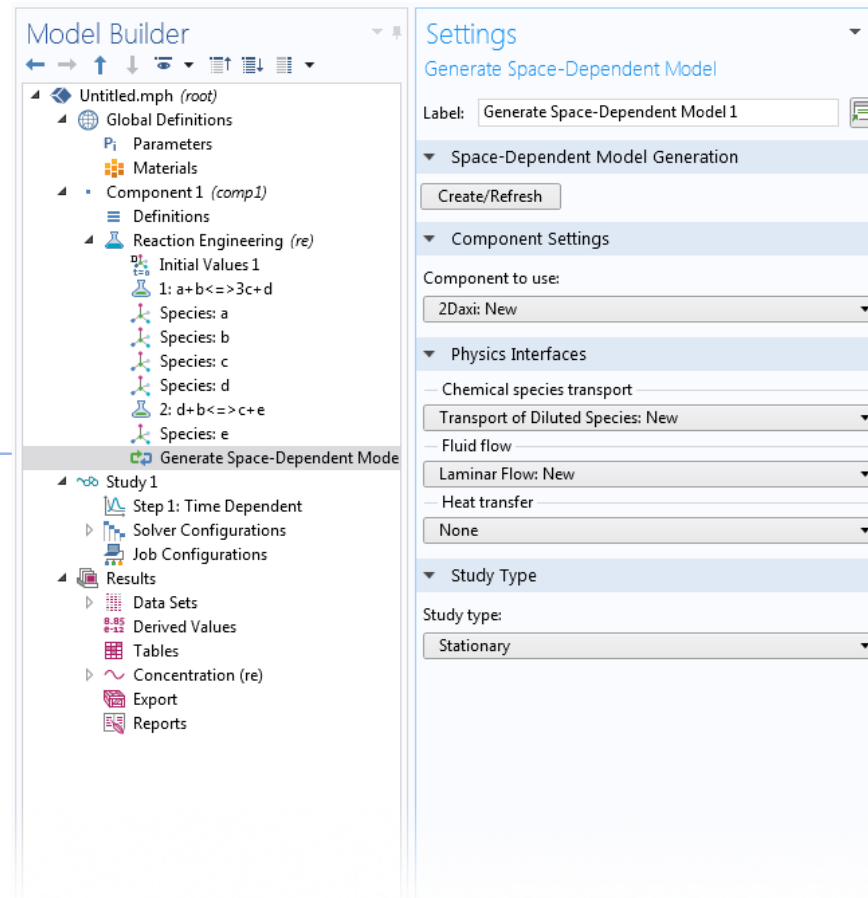 Model Builder
Untitled.mph (root)
Global Definitions
Pi Parameters
Materials
Component 1 (comp1)
Definitions
Reaction Engineering (re)
D t=0 Initial Values 1
1: a+b<=>3c+d
Species: a
Species: b
Species: c
Species: d
2: d+b<=>c+e
Species: e
Generate Space-Dependent Mode
Study 1
Step 1: Time Dependent
Solver Configurations
Job Configurations
Results
Data Sets
8.85 e-12 Derived Values
Tables
Concentration (re)
Export
Reports
Settings
Generate Space-Dependent Model
Label: Generate Space-Dependent Model 1
Space-Dependent Model Generation
Create/Refresh
Component Settings
Component to use:
2Daxi: New
Physics Interfaces
Chemical species transport
Transport of Diluted Species: New
Fluid flow
Laminar Flow: New
Heat transfer
None
Study Type
Study type:
Stationary